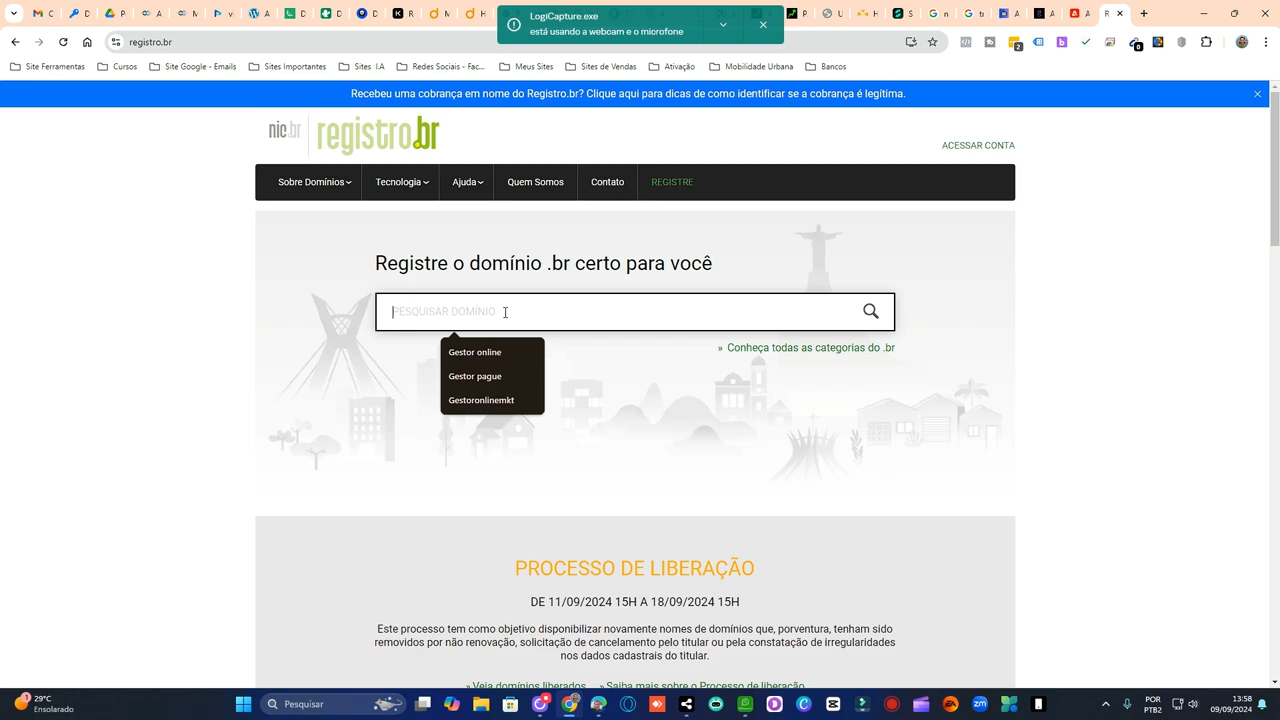 LogiCapture.exe
está usando a webcam e o microfone
R
registro.br
2
0
Site Ferramentas
Cursos
Site Google - Emails
Sites Importantes
Sites I.A
Redes Sociais - Fac...
Meus Sites
Sites de Vendas
Ativação
Mobilidade Urbana
Bancos
Recebeu uma cobrança em nome do Registro.br? Clique aqui para dicas de como identificar se a cobrança é legítima.
nic.br registro.br
ACESSAR CONTA
Sobre Domínios
Tecnologia
Ajuda
Quem Somos
Contato
REGISTRE
Registre o domínio .br certo para você
PESQUISAR DOMÍNIO
» Conheça todas as categorias do .br
Gestor online
Gestor pague
Gestoronlinemkt
PROCESSO DE LIBERAÇÃO
DE 11/09/2024 15H A 18/09/2024 15H
Este processo tem como objetivo disponibilizar novamente nomes de domínios que, porventura, tenham sido
removidos por não renovação, solicitação de cancelamento pelo titular ou pela constatação de irregularidades
nos dados cadastrais do titular.
» Veja domínios liberados » Saiba mais sobre o Processo de liberação
29°C
Ensolarado
Pesquisar
POR
PTB2
13:58
09/09/2024